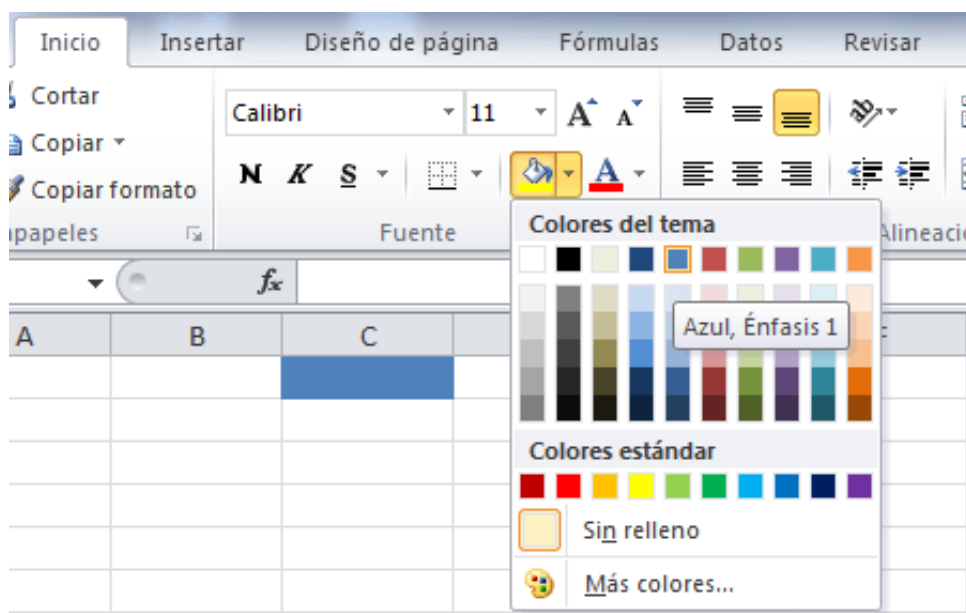 Inicio Insertar Diseño de página Fórmulas Datos Revisar
Cortar
Calibri 11 A A
Copiar
N K S A
Copiar formato
Fuente
Colores del tema
fx
Azul, Énfasis 1
A B C
Colores estándar
Sin relleno
Más colores...